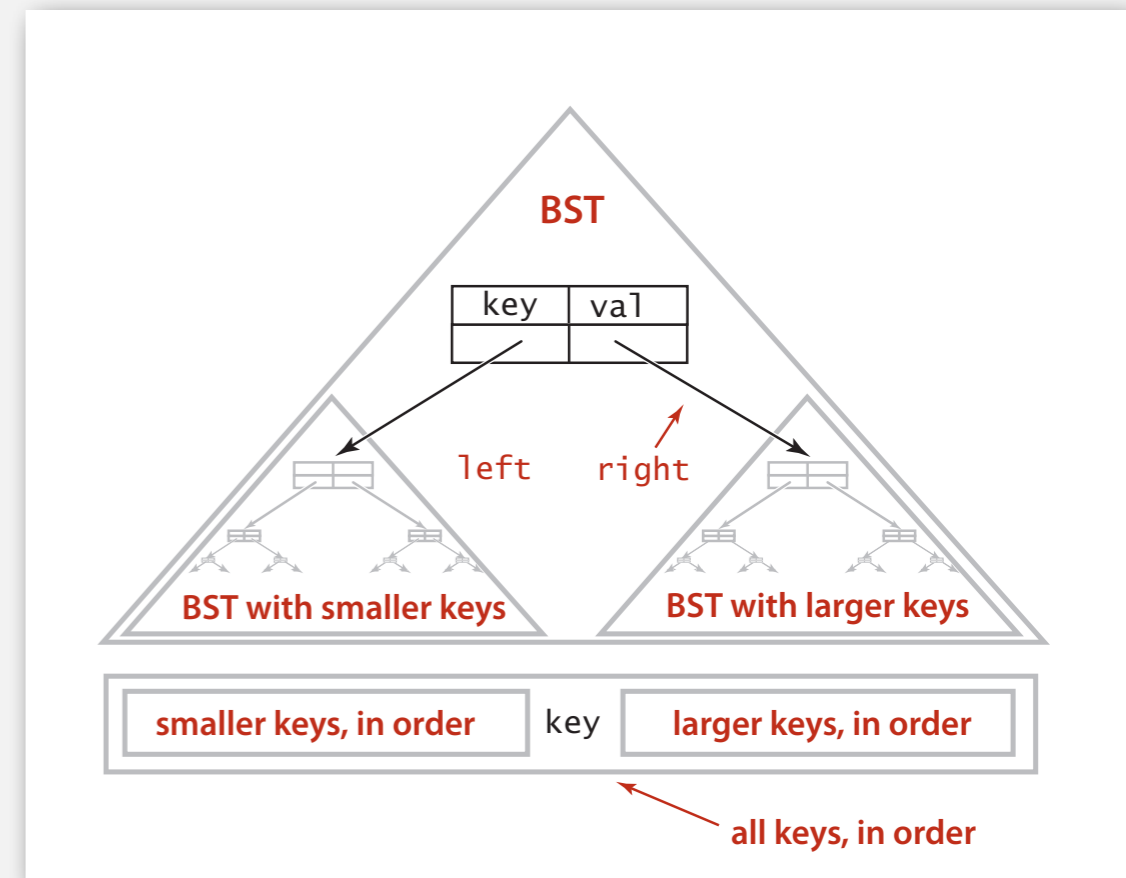 BST
key val
left right
BST with smaller keys BST with larger keys
smaller keys, in order key larger keys, in order
all keys, in order